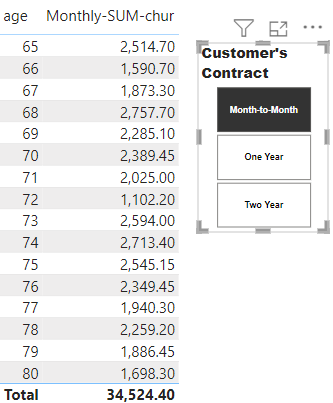 age Monthly-SUM-chur
65 2,514.70
66 1,590.70
67 1,873.30
68 2,757.70
69 2,285.10
70 2,389.45
71 2,025.00
72 1,102.20
73 2,594.00
74 2,713.40
75 2,545.15
76 2,349.45
77 1,940.30
78 2,259.20
79 1,886.45
80 1,698.30
Total 34,524.40
Customer's
Contract
Month-to-Month
One Year
Two Year